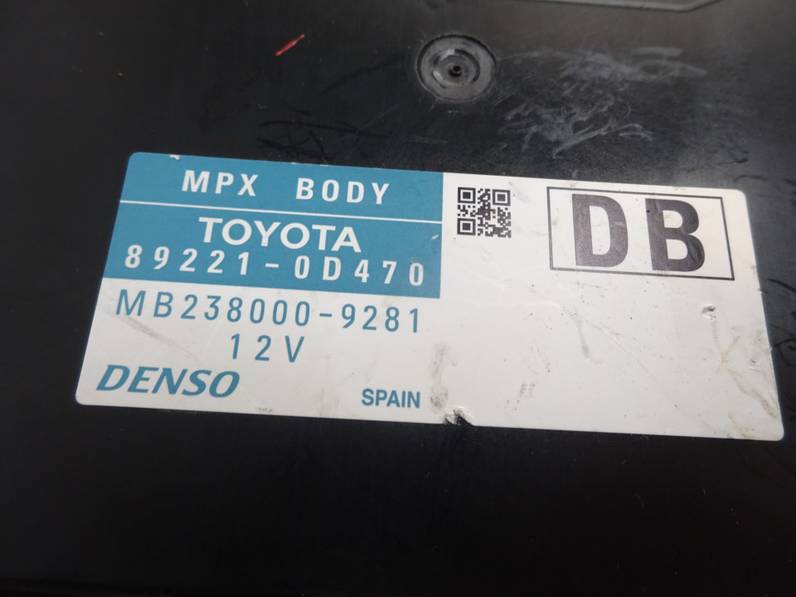 MPX BODY
TOYOTA
89221-0D470
MB238000-9281
12V
DENSO
SPAIN
DB